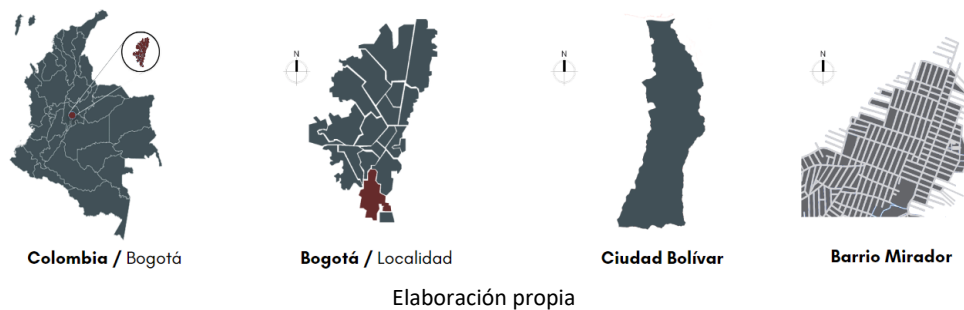 N
N
N
Colombia / Bogotá
Bogotá / Localidad
Ciudad Bolívar
Barrio Mirador
Elaboración propia